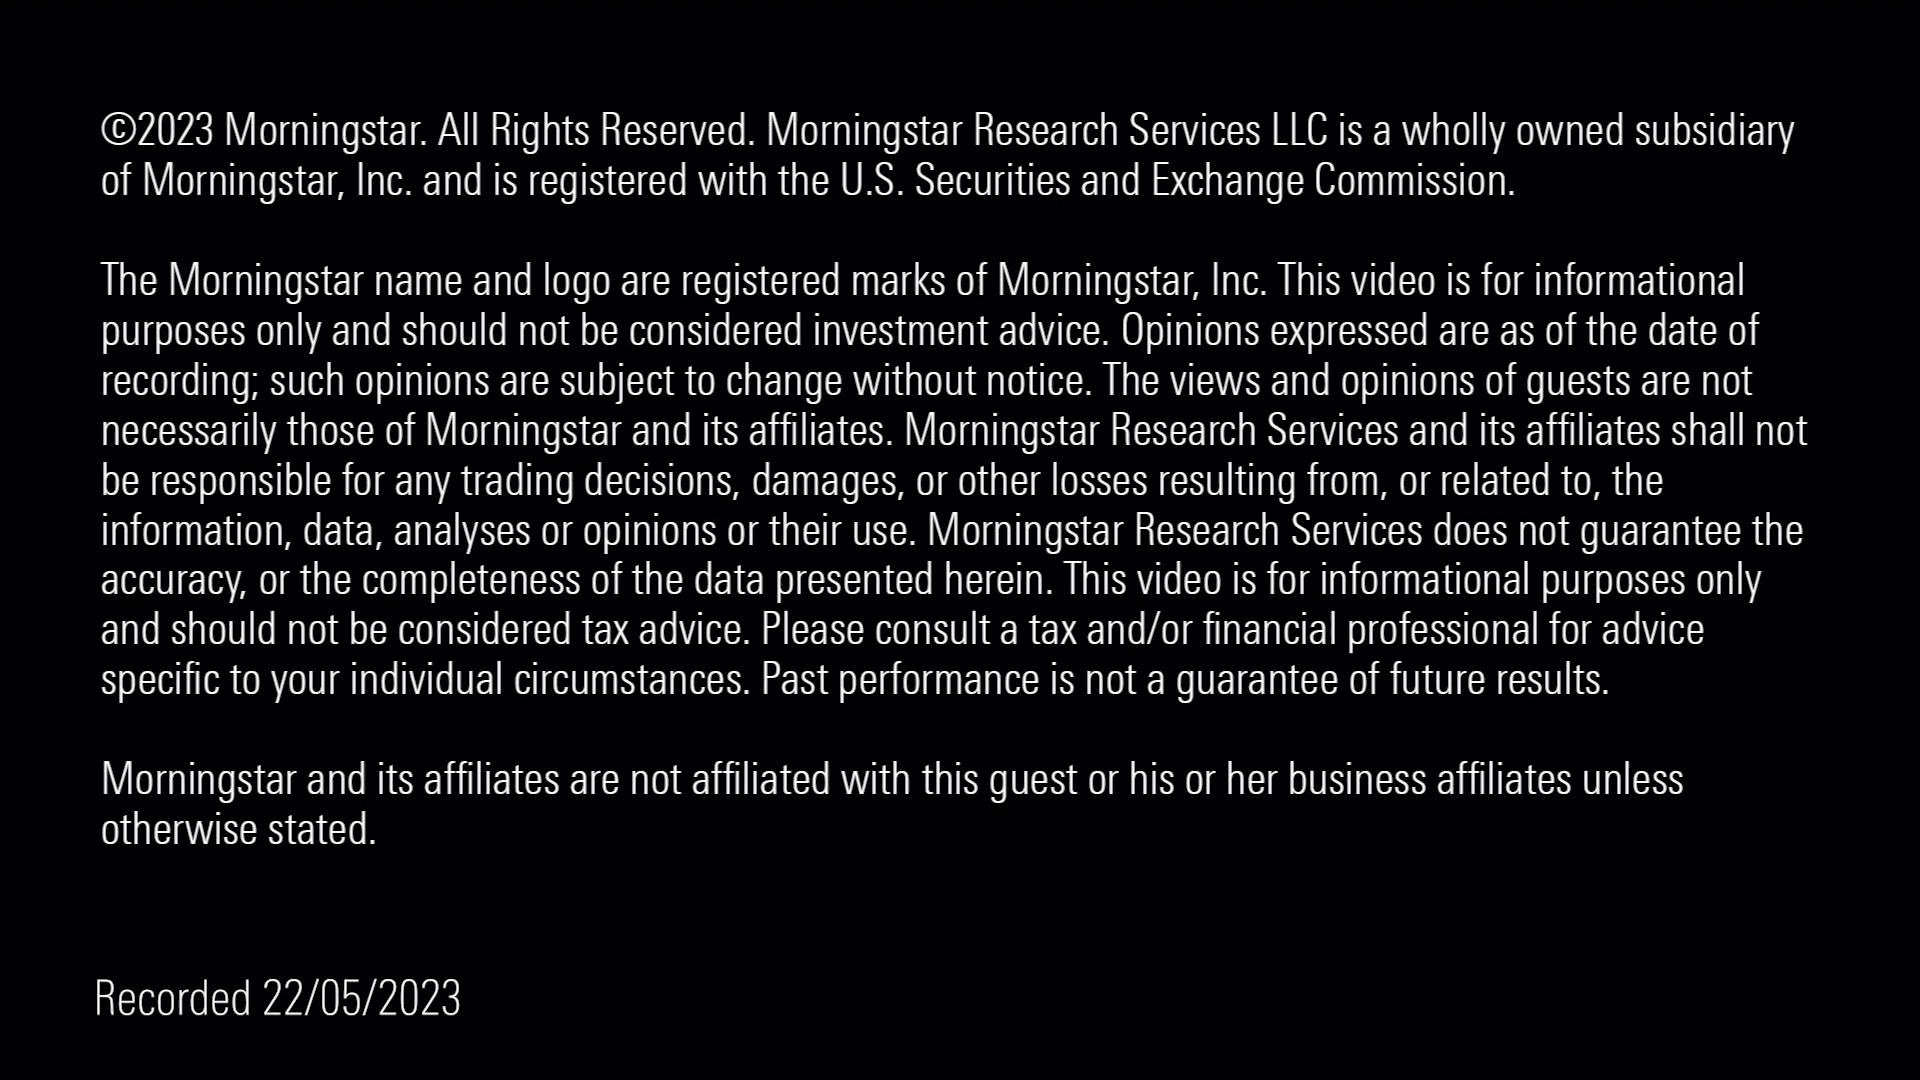 ©2023 Morningstar. All Rights Reserved. Morningstar Research Services LLC is a wholly owned subsidiary
of Morningstar, Inc. and is registered with the U.S. Securities and Exchange Commission.
The Morningstar name and logo are registered marks of Morningstar, Inc. This video is for informational
purposes only and should not be considered investment advice. Opinions expressed are as of the date of
recording; such opinions are subject to change without notice. The views and opinions of guests are not
necessarily those of Morningstar and its affiliates. Morningstar Research Services and its affiliates shall not
be responsible for any trading decisions, damages, or other losses resulting from, or related to, the
information, data, analyses or opinions or their use. Morningstar Research Services does not guarantee the
accuracy, or the completeness of the data presented herein. This video is for informational purposes only
and should not be considered tax advice. Please consult a tax and/or financial professional for advice
specific to your individual circumstances. Past performance is not a guarantee of future results.
Morningstar and its affiliates are not affiliated with this guest or his or her business affiliates unless
otherwise stated.
Recorded 22/05/2023